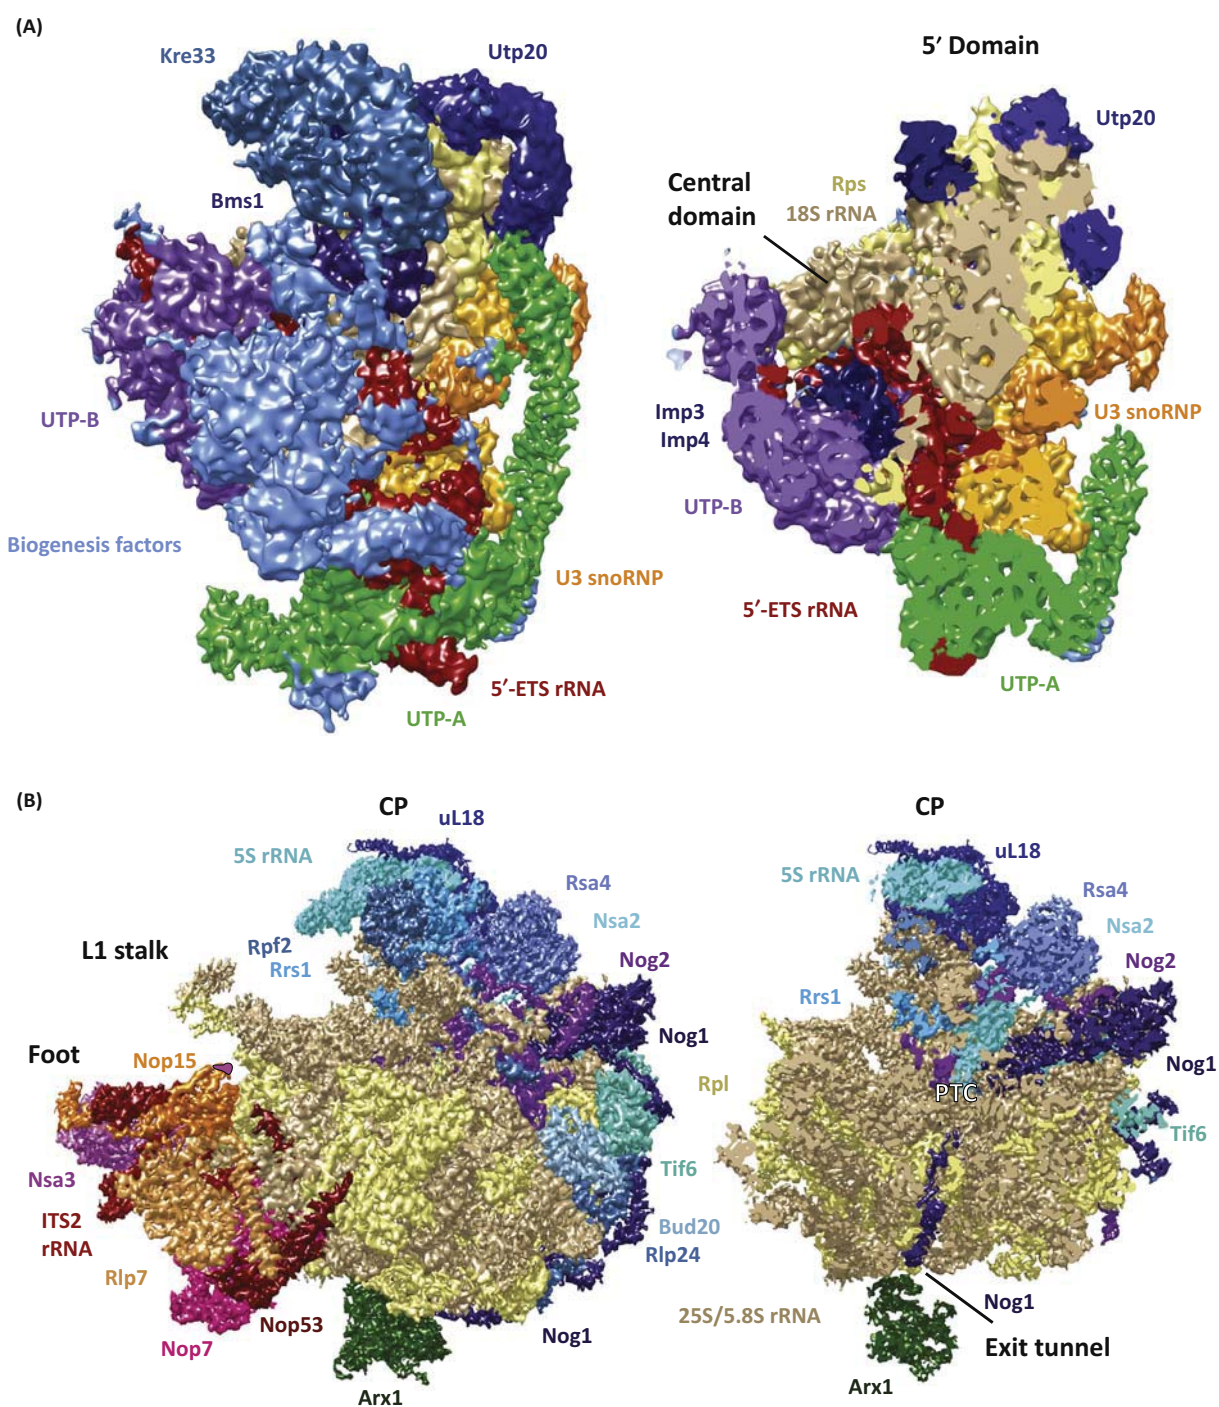 (A)
Kre33
Utp20
Bms1
UTP-B
Biogenesis factors
U3 snoRNP
5′-ETS rRNA
UTP-A
5′ Domain
Utp20
Central
domain
Rps
18S rRNA
Imp3
Imp4
U3 snoRNP
UTP-B
5′-ETS rRNA
UTP-A
(B)
CP
uL18
5S rRNA
Rsa4
Nsa2
L1 stalk
Rpf2
Rrs1
Nog2
Nog1
Foot
Nop15
Nsa3
ITS2
rRNA
Rlp7
Nop7
Nop53
Arx1
Tif6
Bud20
Rlp24
Nog1
CP
uL18
5S rRNA
Rsa4
Nsa2
Nog2
Rrs1
Nog1
Rpl
PTC
Tif6
25S/5.8S rRNA
Nog1
Exit tunnel
Arx1